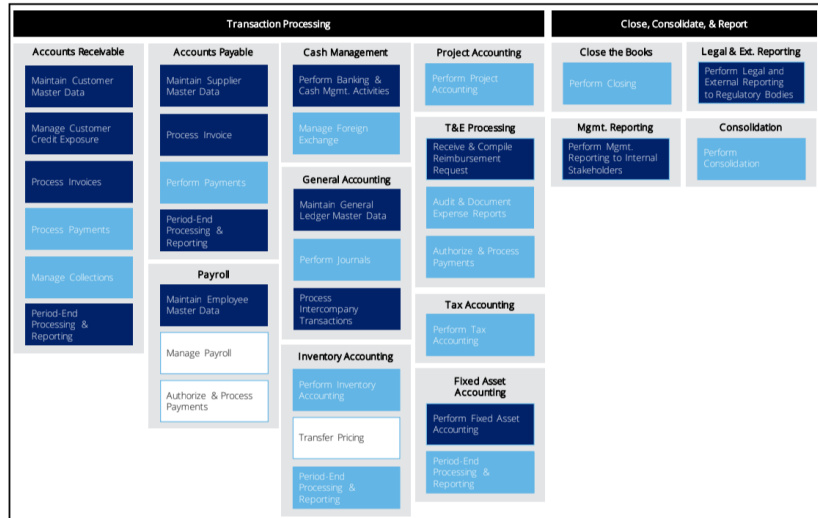 Transaction Processing
Accounts Receivable
Maintain Customer
Master Data
Manage Customer
Credit Exposure
Process Invoices
Process Payments
Manage Collections
Period-End
Processing &
Reporting
Accounts Payable
Maintain Supplier
Master Data
Process Invoice
Perform Payments
Period-End
Processing &
Reporting
Payroll
Maintain Employee
Master Data
Manage Payroll
Authorize & Process
Payments
Cash Management
Perform Banking &
Cash Mgmt. Activities
Manage Foreign
Exchange
General Accounting
Maintain General
Ledger Master Data
Perform Journals
Process
Intercompany
Transactions
Inventory Accounting
Perform Inventory
Accounting
Transfer Pricing
Period-End
Processing &
Reporting
Project Accounting
Perform Project
Accounting
T&E Processing
Receive & Compile
Reimbursement
Request
Audit & Document
Expense Reports
Authorize & Process
Payments
Tax Accounting
Perform Tax
Accounting
Fixed Asset
Accounting
Perform Fixed Asset
Accounting
Period-End
Processing &
Reporting
Close, Consolidate, & Report
Close the Books
Perform Closing
Legal & Ext. Reporting
Perform Legal and
External Reporting
to Regulatory Bodies
Mgmt. Reporting
Perform Mgmt.
Reporting to Internal
Stakeholders
Consolidation
Perform
Consolidation